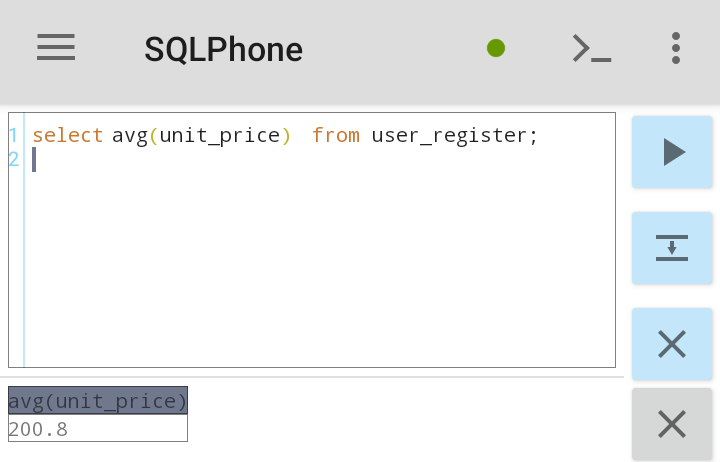 SQLPhone
1 select avg(unit_price) from user_register;
2
avg(unit_price)
200.8